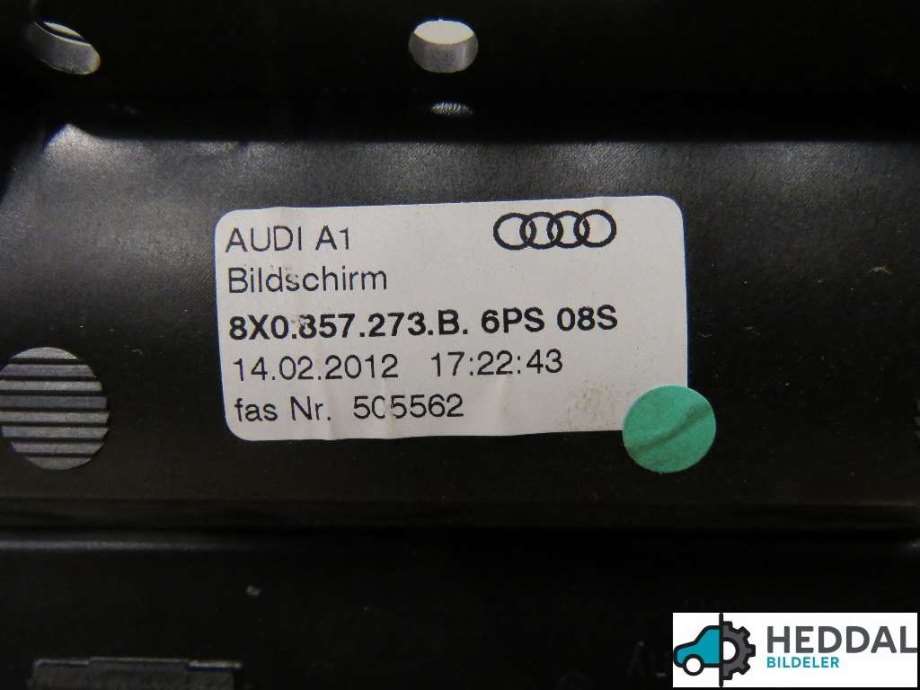 AUDI A1
Bildschirm
8X0.857.273.B. 6PS 08S
14.02.2012 17:22:43
fas Nr. 505562
HEDDAL
BILDELER